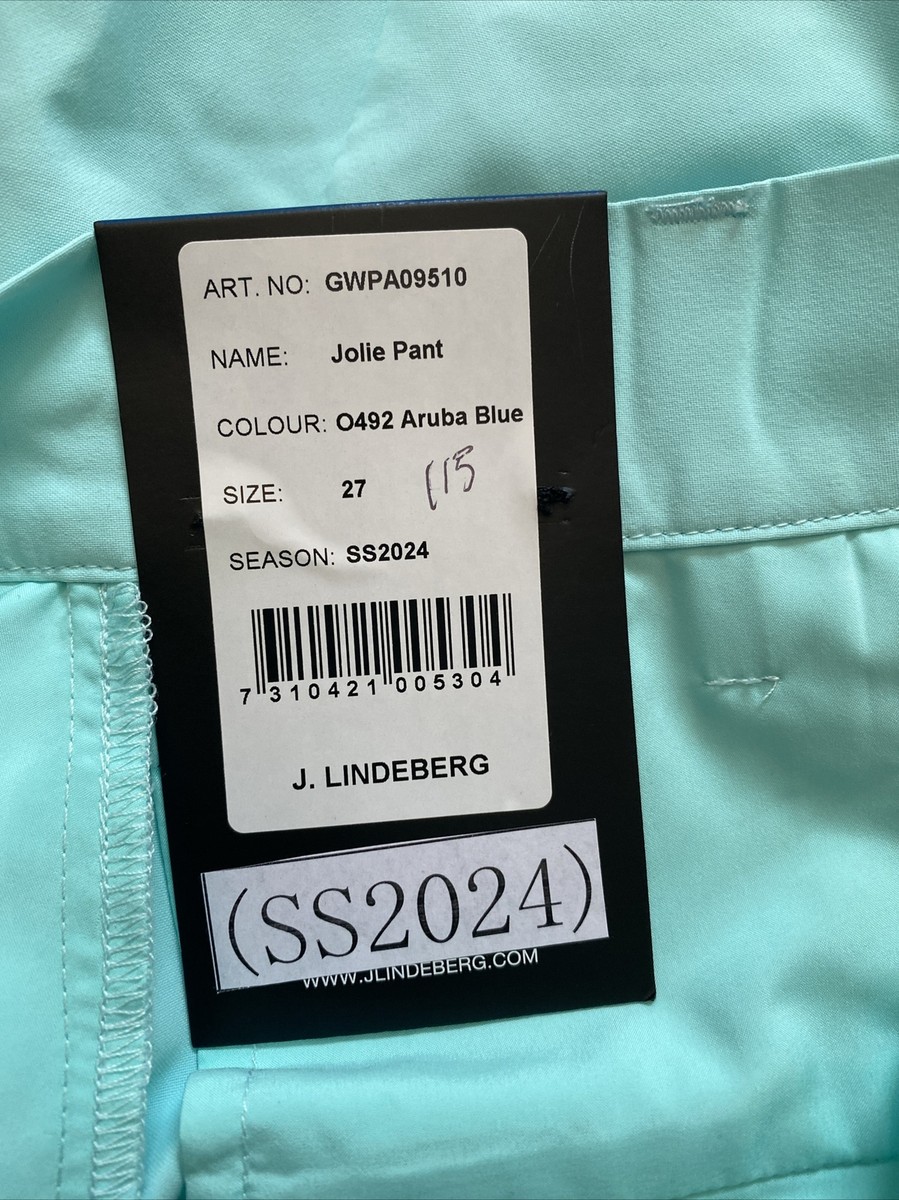 ART. NO: GWPA09510
NAME: Jolie Pant
COLOUR: O492 Aruba Blue
SIZE: 27 115
SEASON: SS2024
7 310421 005304
J. LINDEBERG
(SS2024)
WWW.JLINDEBERG.COM